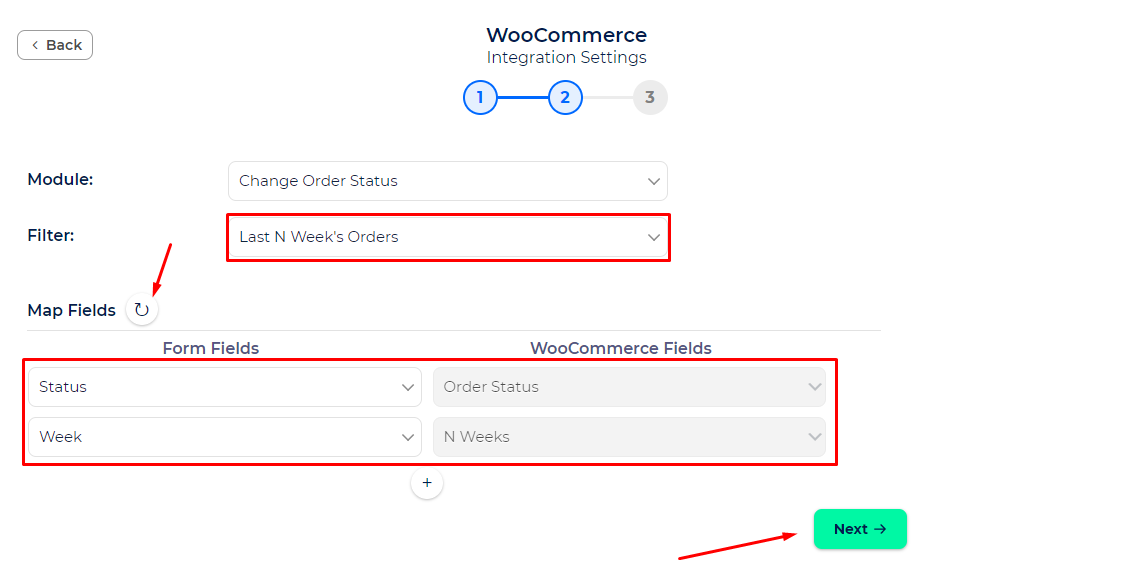 Back
WooCommerce
Integration Settings
1 2 3
Module: Change Order Status
Filter: Last N Week's Orders
Map Fields
Form Fields WooCommerce Fields
Status Order Status
Week N Weeks
+
Next →